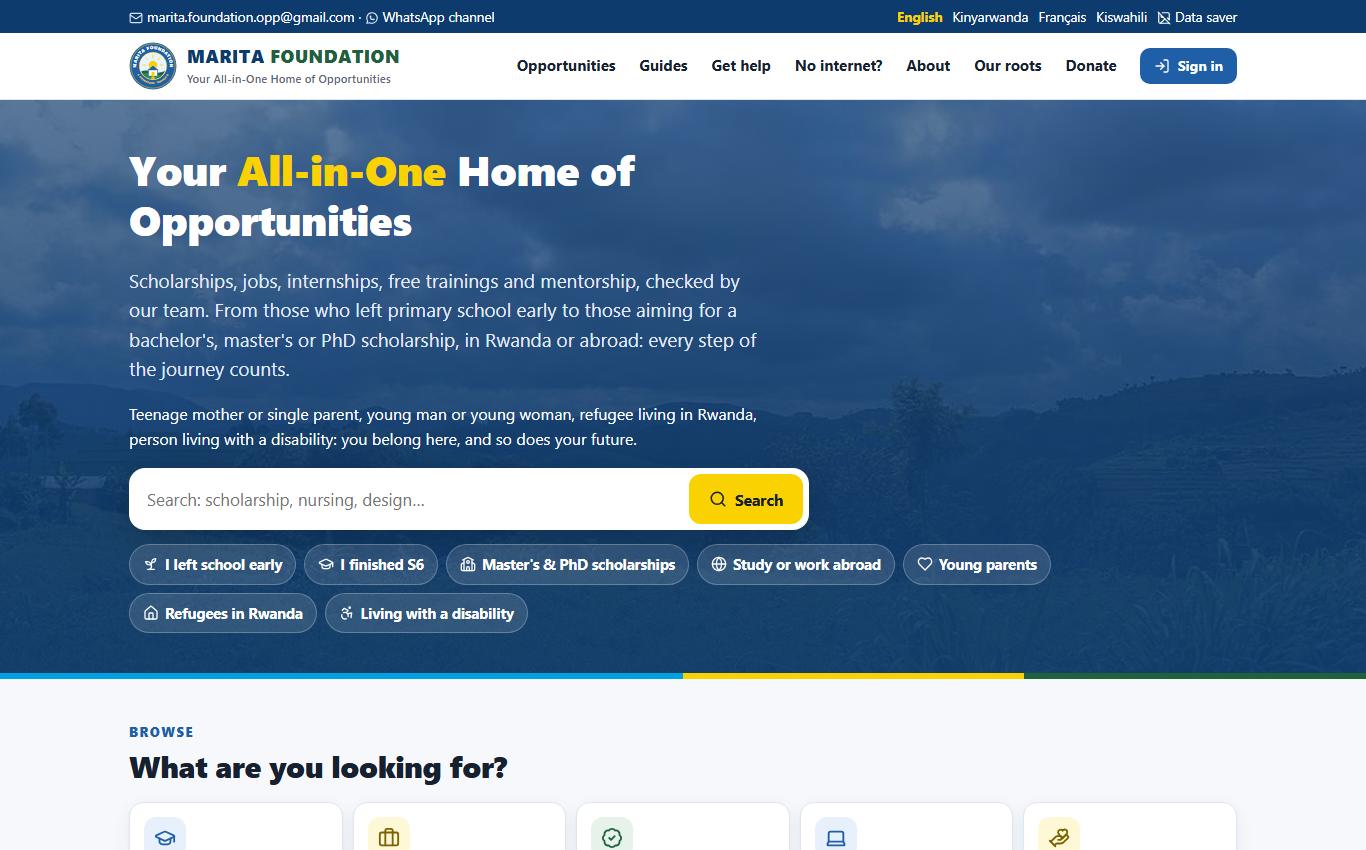 marita.foundation.opp@gmail.com · WhatsApp channel
English Kinyarwanda Français Kiswahili Data saver
MARITA FOUNDATION
Your All-in-One Home of Opportunities
Opportunities Guides Get help No internet? About Our roots Donate Sign in
Your All-in-One Home of
Opportunities
Scholarships, jobs, internships, free trainings and mentorship, checked by
our team. From those who left primary school early to those aiming for a
bachelor's, master's or PhD scholarship, in Rwanda or abroad: every step of
the journey counts.
Teenage mother or single parent, young man or young woman, refugee living in Rwanda,
person living with a disability: you belong here, and so does your future.
Search: scholarship, nursing, design...
Search
I left school early I finished S6 Master's & PhD scholarships Study or work abroad Young parents
Refugees in Rwanda Living with a disability
BROWSE
What are you looking for?